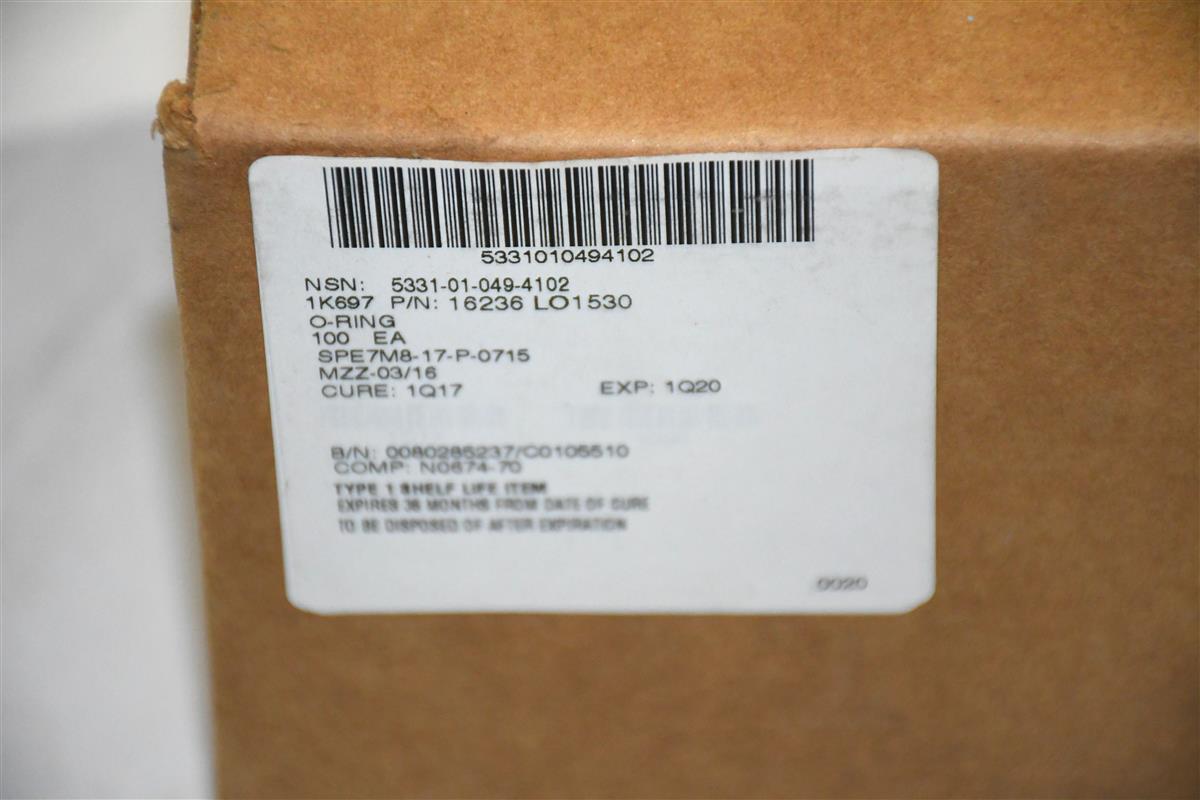 5331010494102
NSN: 5331-01-049-4102
1K697 P/N: 16236 LO1530
O-RING
100 EA
SPE7M8-17-P-0715
MZZ-03/16
CURE: 1Q17 EXP: 1Q20
B/N: 0080285237/C0105510
COMP: N0674-70
TYPE 1 SHELF LIFE ITEM
EXPIRES 36 MONTHS FROM DATE OF CURE
TO BE DISPOSED OF AFTER EXPIRATION
0020